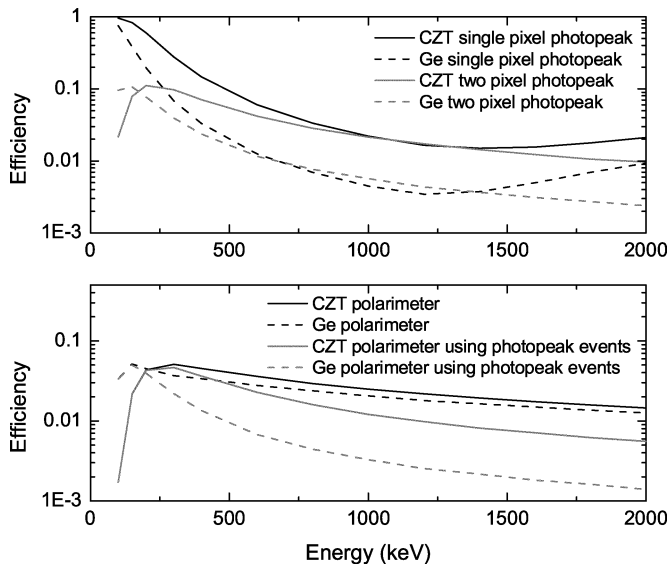 1
0.1
0.01
1E-3
Efficiency
CZT single pixel photopeak
Ge single pixel photopeak
CZT two pixel photopeak
Ge two pixel photopeak
0 500 1000 1500 2000
0.1
0.01
1E-3
Efficiency
CZT polarimeter
Ge polarimeter
CZT polarimeter using photopeak events
Ge polarimeter using photopeak events
0 500 1000 1500 2000
Energy (keV)